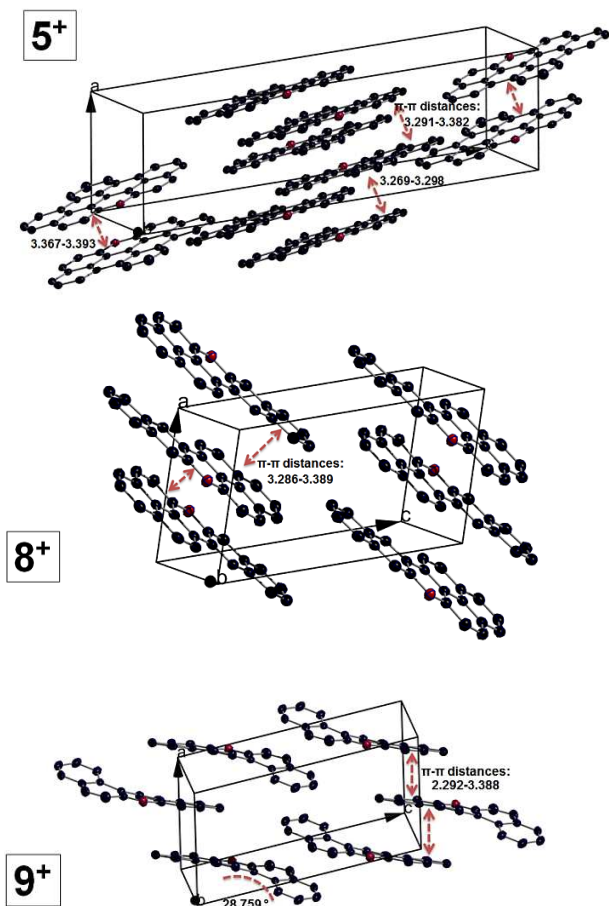 5+
a
π-π distances:
3.291-3.382
3.269-3.298
3.367-3.393
a
π-π distances:
3.286-3.389
c
8+
b
a
π-π distances:
2.292-3.388
c
9+
b
28.759 °